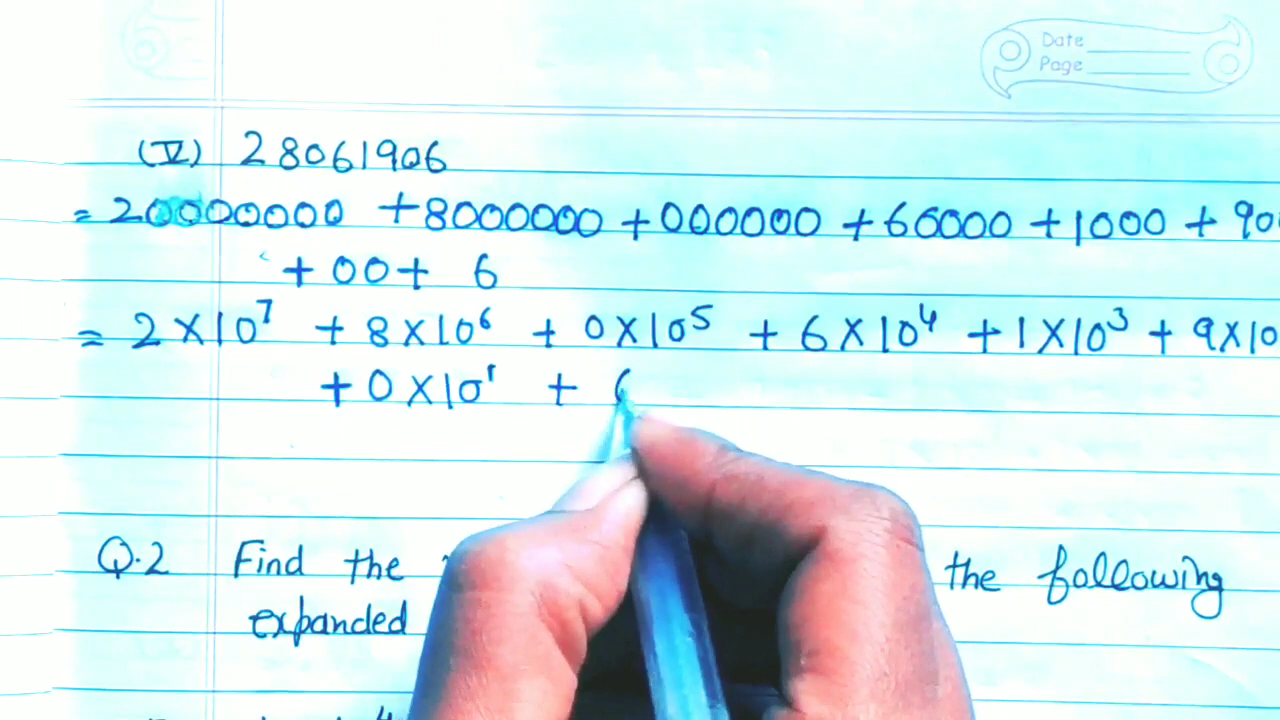 Date
Page
(V) 28061906
= 20000000 + 8000000 + 000000 + 60000 + 1000 + 90
+ 00 + 6
= 2 × 10⁷ + 8 × 10⁶ + 0 × 10⁵ + 6 × 10⁴ + 1 × 10³ + 9 × 10
+ 0 × 10¹ + 6
Q.2 Find the the following
expanded